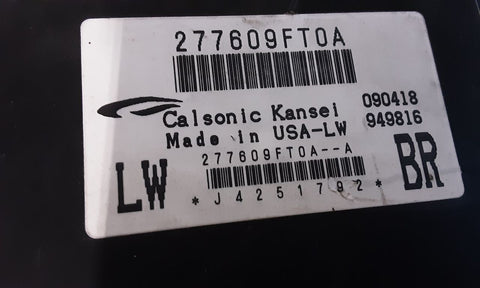 277609FT0A
Calsonic Kansei 090418
Made in USA-LW 949816
277609FT0A--A
LW BR
*J4251792*